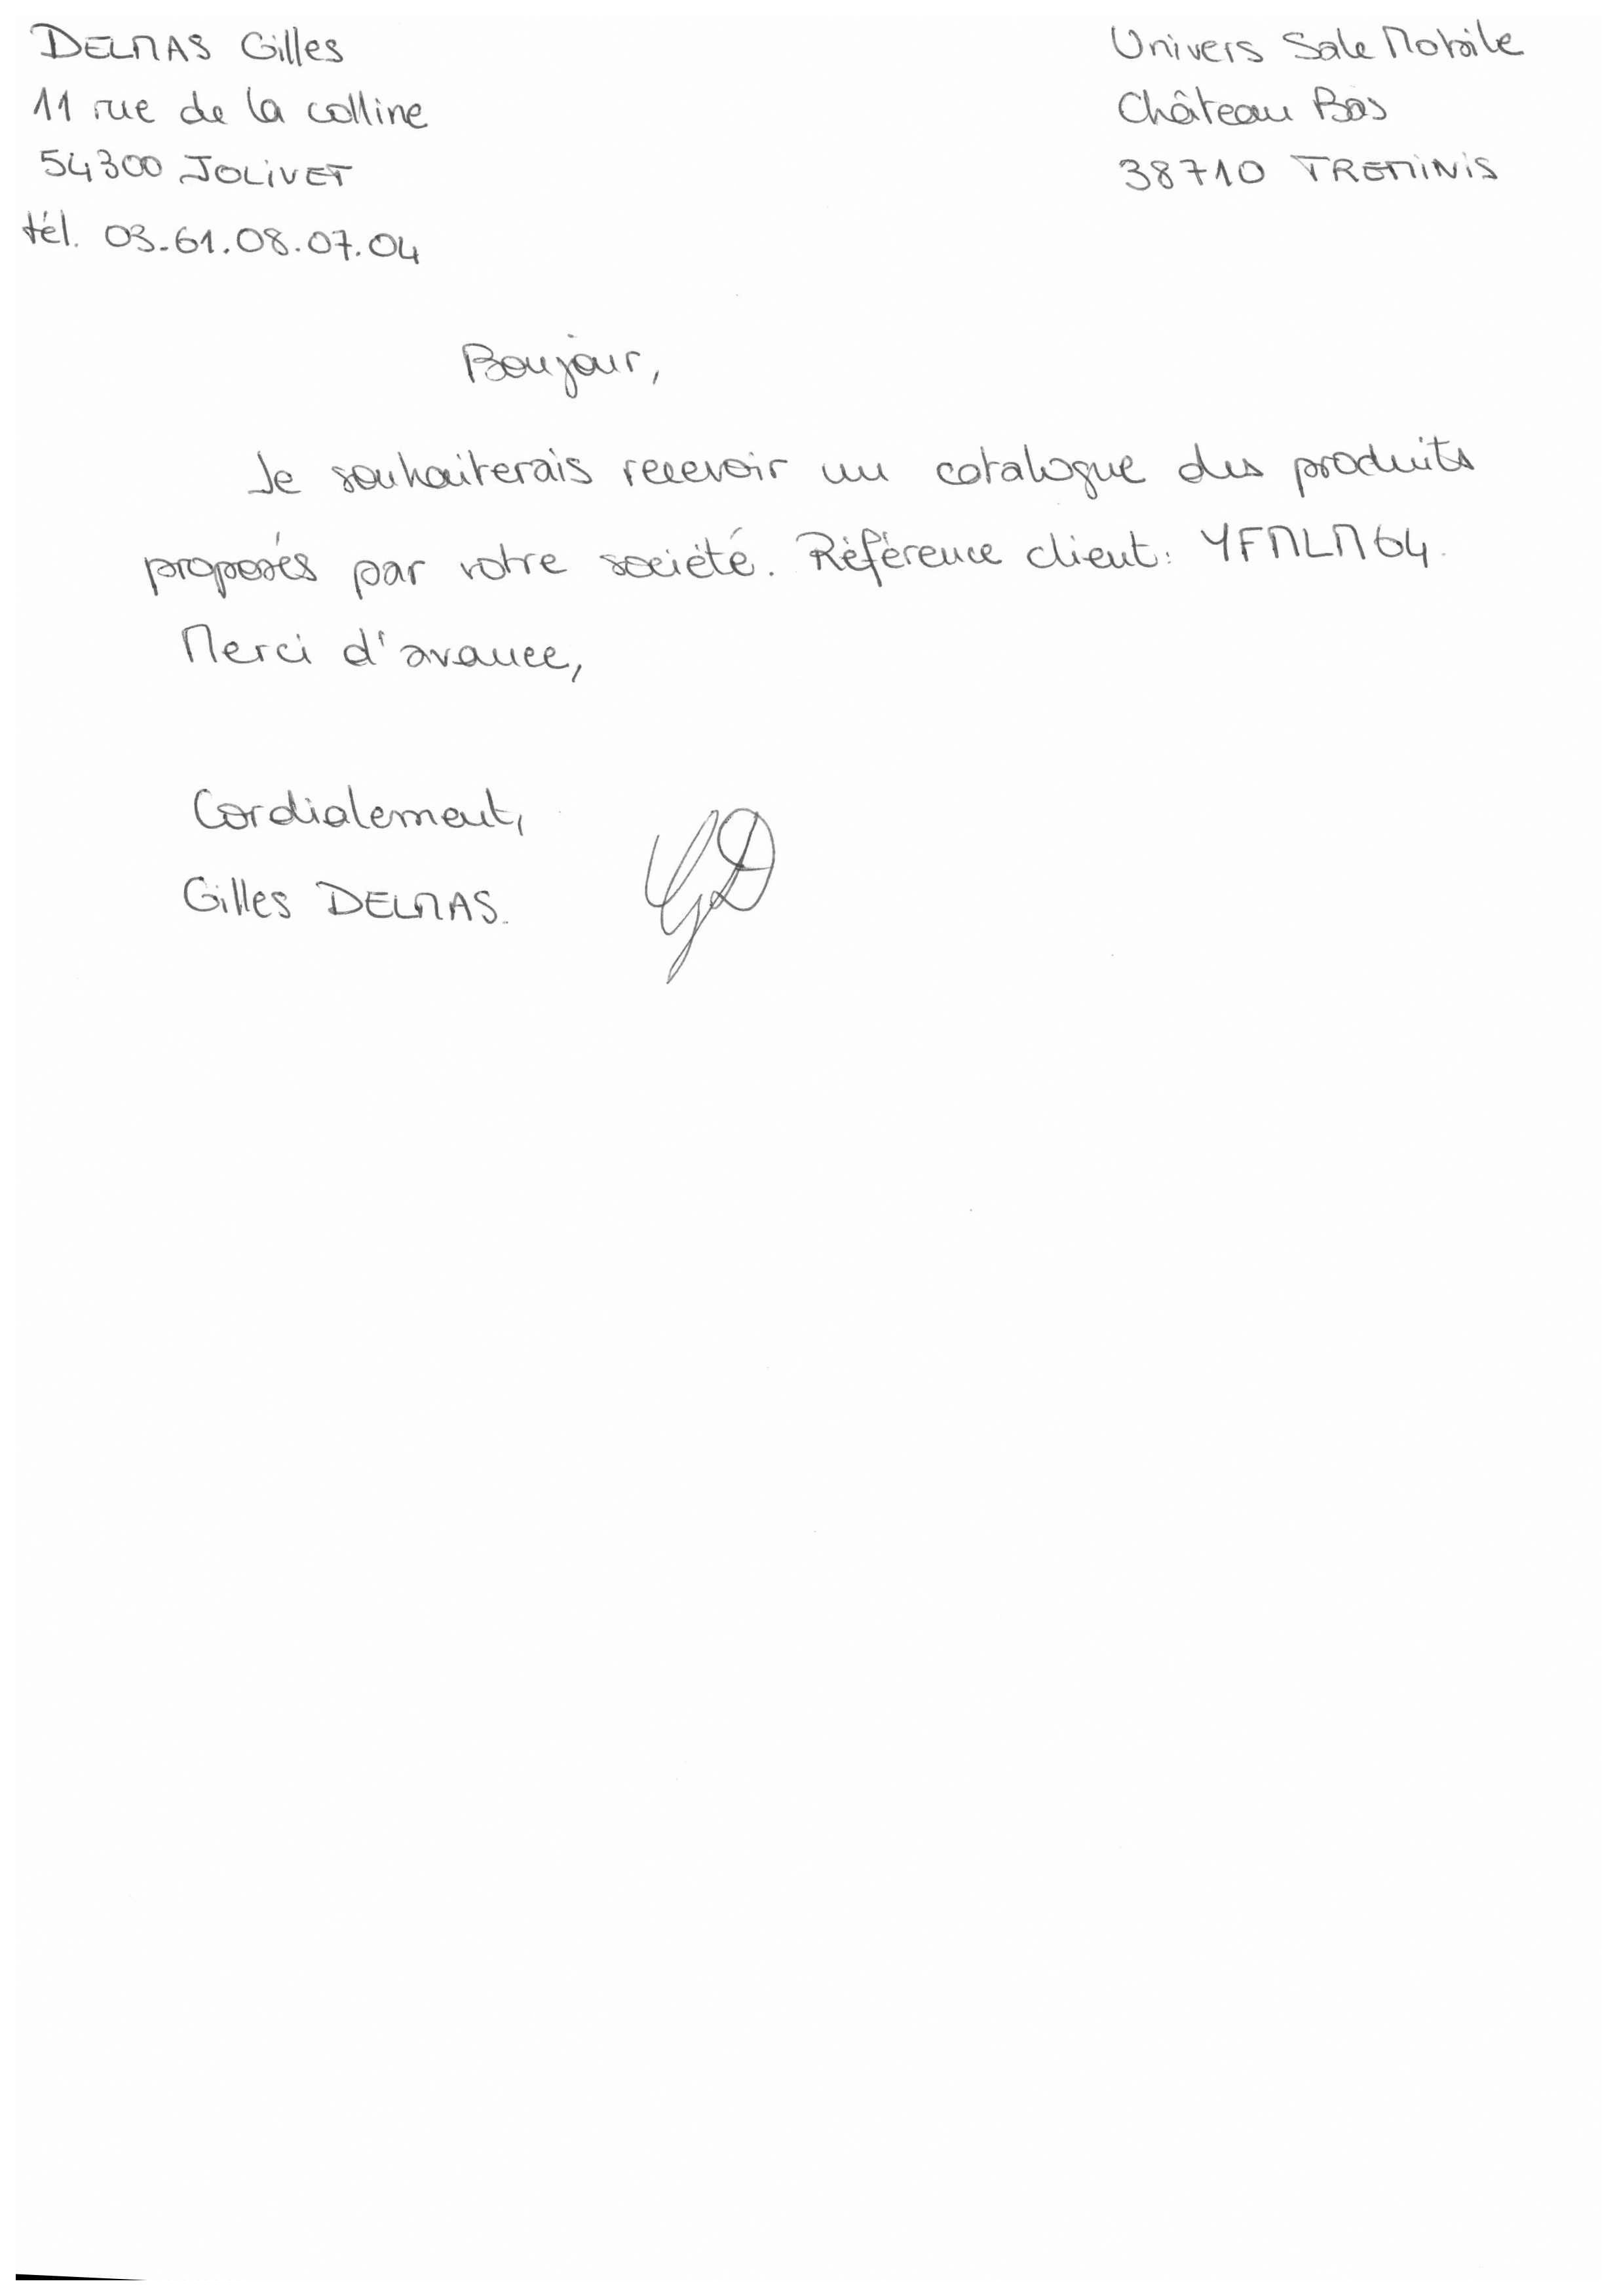 DELMAS Gilles
11 rue de la colline
54300 JOLIVET
tél. 03.61.08.07.04
Univers Sale Mobile
Château Bas
38710 TREMINIS
Boujour,
Je souhaiterais recevoir un catalogue des produits
proposés par votre société. Référence client: YFMLM64.
Merci d'avance,
Cordialement,
Gilles DELMAS.
GD